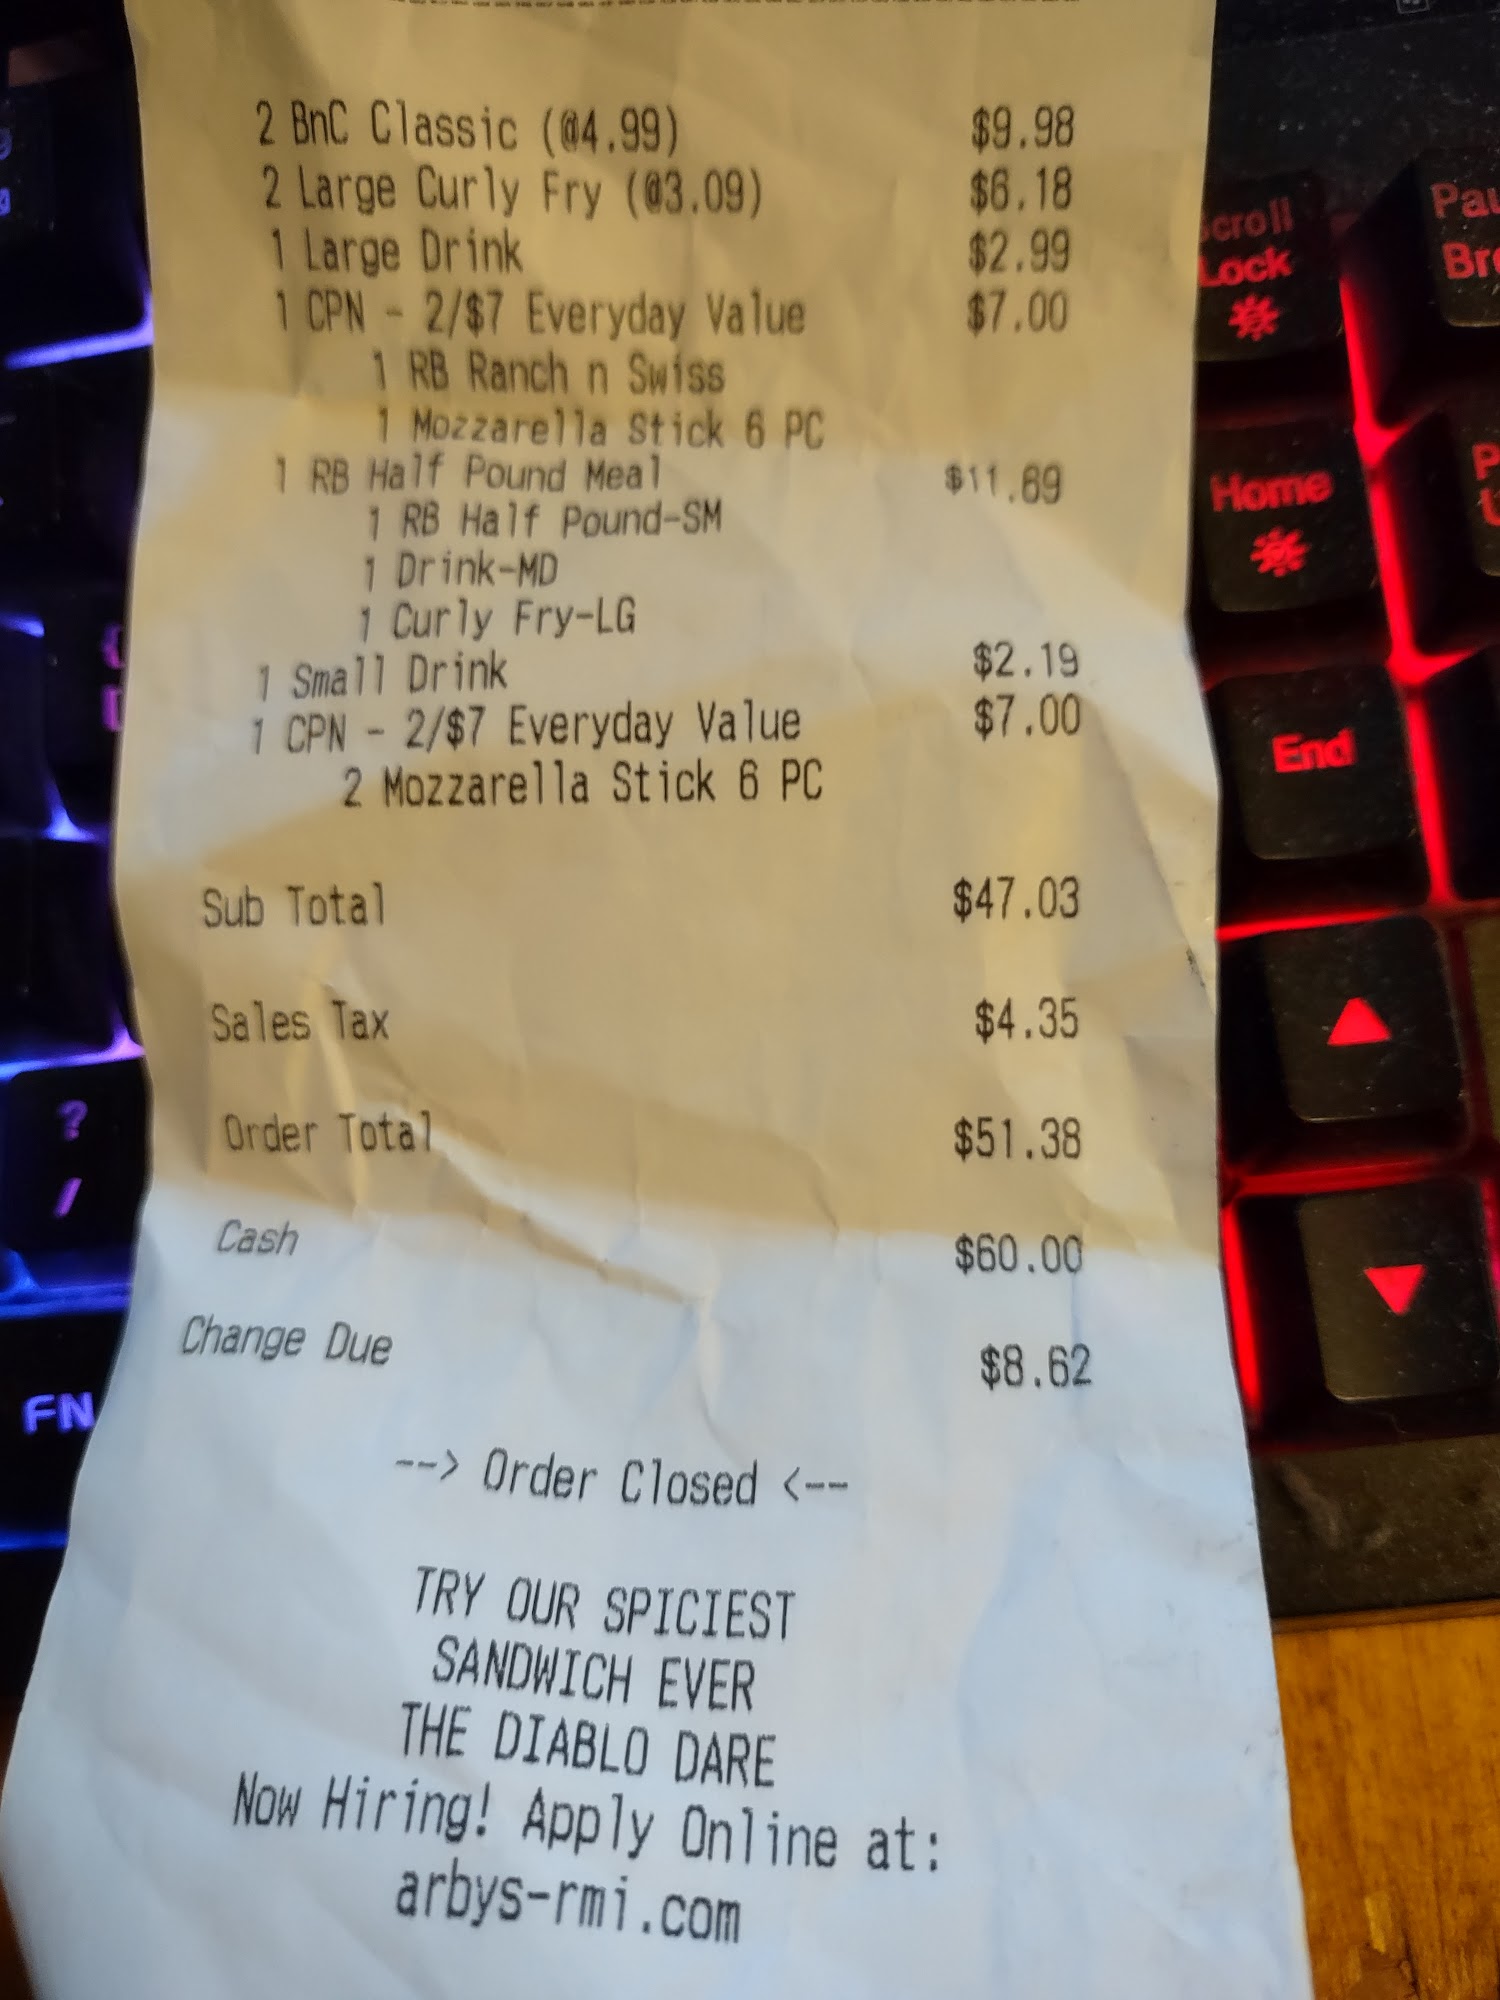 2 BnC Classic (@4.99) $9.98
2 Large Curly Fry (@3.09) $6.18
1 Large Drink $2.99
1 CPN - 2/$7 Everyday Value $7.00
1 RB Ranch n Swiss
1 Mozzarella Stick 6 PC
1 RB Half Pound Meal $11.69
1 RB Half Pound-SM
1 Drink-MD
1 Curly Fry-LG
1 Small Drink $2.19
1 CPN - 2/$7 Everyday Value $7.00
2 Mozzarella Stick 6 PC
Sub Total $47.03
Sales Tax $4.35
Order Total $51.38
Cash $60.00
Change Due $8.62
--> Order Closed <--
TRY OUR SPICIEST
SANDWICH EVER
THE DIABLO DARE
Now Hiring! Apply Online at:
arbys-rmi.com
Scroll
Lock
Home
End
?
/
FN